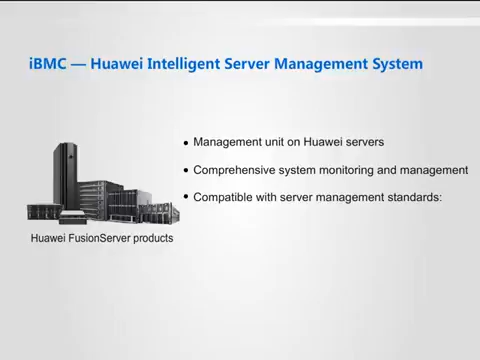 iBMC — Huawei Intelligent Server Management System
• Management unit on Huawei servers
• Comprehensive system monitoring and management
• Compatible with server management standards:
Huawei FusionServer products